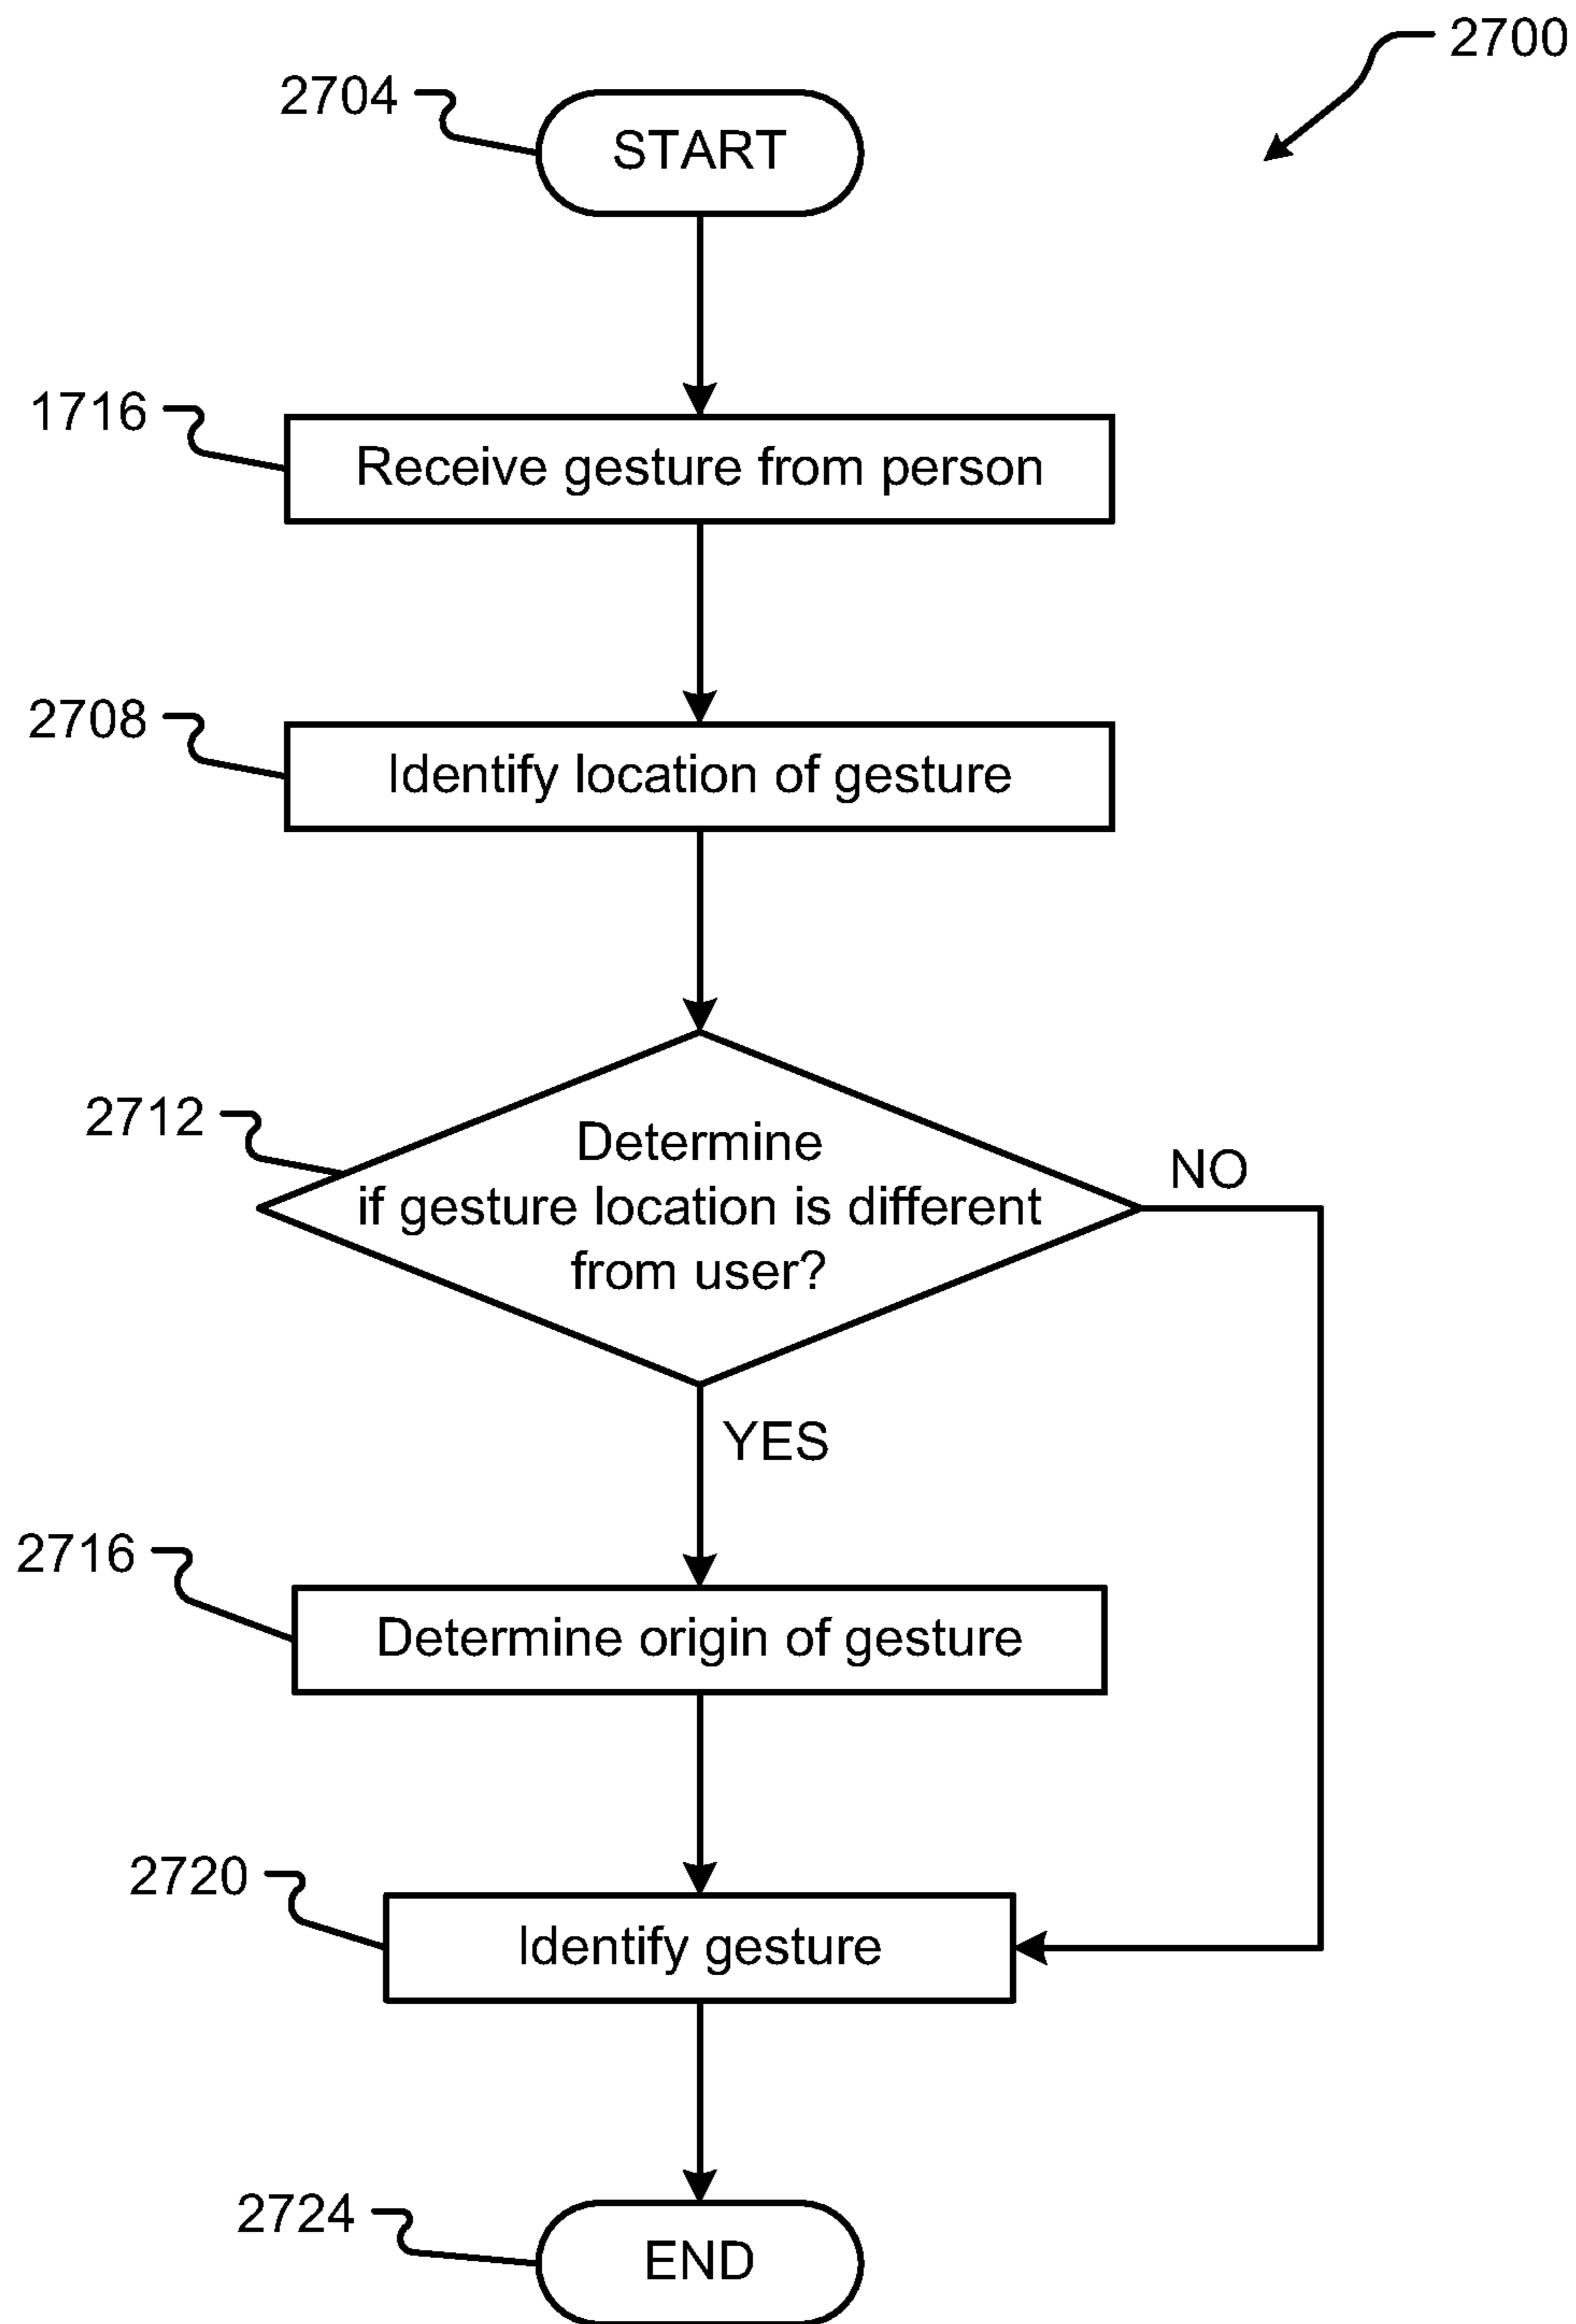 2700
2704
START
1716
Receive gesture from person
2708
Identify location of gesture
2712
Determine
if gesture location is different
from user?
NO
YES
2716
Determine origin of gesture
2720
Identify gesture
2724
END